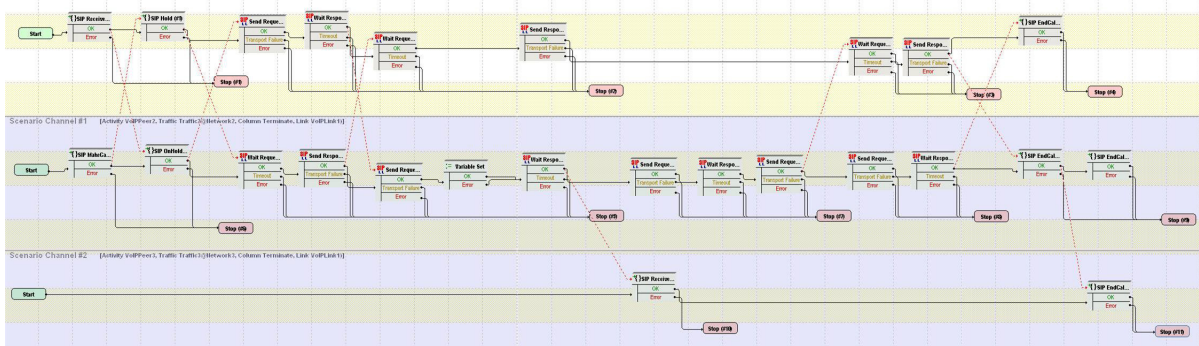 Start
SIP Receive...
OK
Error
SIP Hold (#1)
OK
Error
Send Reque...
OK
Transport Failure
Error
Wait Respo...
OK
Timeout
Error
Wait Reque...
OK
Timeout
Error
Send Respo...
OK
Transport Failure
Error
Wait Reque...
OK
Timeout
Error
Send Respo...
OK
Transport Failure
Error
SIP EndCal...
OK
Error
Stop (#1)
Stop (#2)
Stop (#3)
Stop (#4)
Scenario Channel #1 [Activity VoIPPeer2, Traffic Traffic2@Network2, Column Terminate, Link VoIPLink1)]
Start
SIP MakeCa...
OK
Error
SIP OnHold...
OK
Error
Wait Reque...
OK
Timeout
Error
Send Respo...
OK
Transport Failure
Error
Send Reque...
OK
Transport Failure
Error
Variable Set
OK
Error
Wait Respo...
OK
Timeout
Error
Send Reque...
OK
Transport Failure
Error
Wait Respo...
OK
Timeout
Error
Send Reque...
OK
Transport Failure
Error
Send Reque...
OK
Transport Failure
Error
Wait Respo...
OK
Timeout
Error
SIP EndCal...
OK
Error
SIP EndCal...
OK
Error
Stop (#7)
Stop (#9)
Scenario Channel #2 [Activity VoIPPeer3, Traffic Traffic3@Network3, Column Terminate, Link VoIPLink1)]
Start
SIP Receive...
OK
Error
SIP EndCal...
OK
Error
Stop (#10)
Stop (#11)